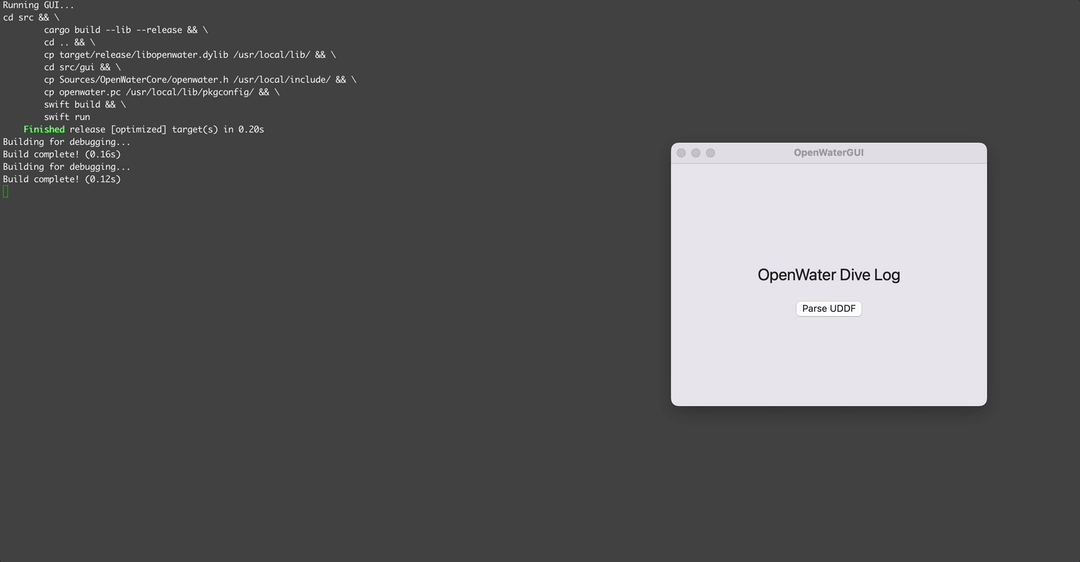 Running GUI...
cd src && \
cargo build --lib --release && \
cd .. && \
cp target/release/libopenwater.dylib /usr/local/lib/ && \
cd src/gui && \
cp Sources/OpenWaterCore/openwater.h /usr/local/include/ && \
cp openwater.pc /usr/local/lib/pkgconfig/ && \
swift build && \
swift run
Finished release [optimized] target(s) in 0.20s
Building for debugging...
Build complete! (0.16s)
Building for debugging...
Build complete! (0.12s)
OpenWaterGUI
OpenWater Dive Log
Parse UDDF